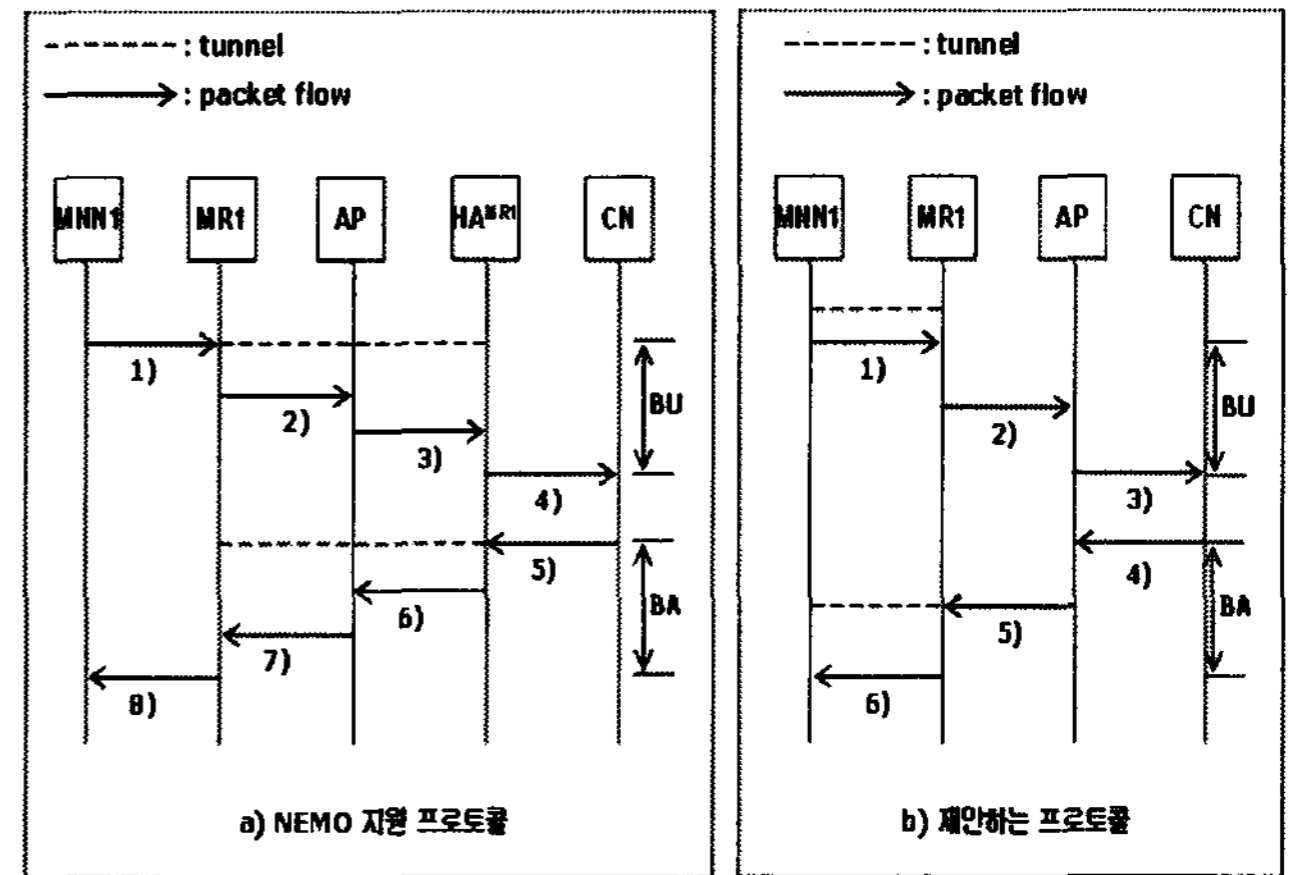 : tunnel
: packet flow
MNN1
MR1
AP
HA^MR1
CN
1)
2)
3)
4)
BU
5)
6)
7)
8)
BA
a) NEMO 지원 프로토콜
: tunnel
: packet flow
MNN1
MR1
AP
CN
1)
2)
3)
BU
4)
5)
6)
BA
b) 제안하는 프로토콜